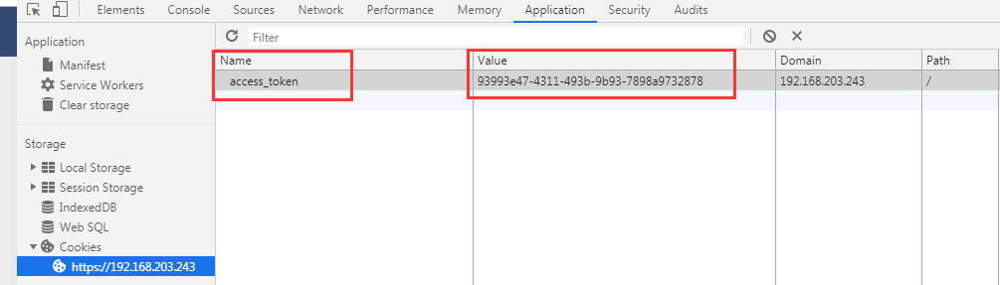 Elements Console Sources Network Performance Memory Application Security Audits
Application
Manifest
Service Workers
Clear storage
Storage
Local Storage
Session Storage
IndexedDB
Web SQL
Cookies
https://192.168.203.243
Filter
Name Value Domain Path
access_token 93993e47-4311-493b-9b93-7898a9732878 192.168.203.243 /